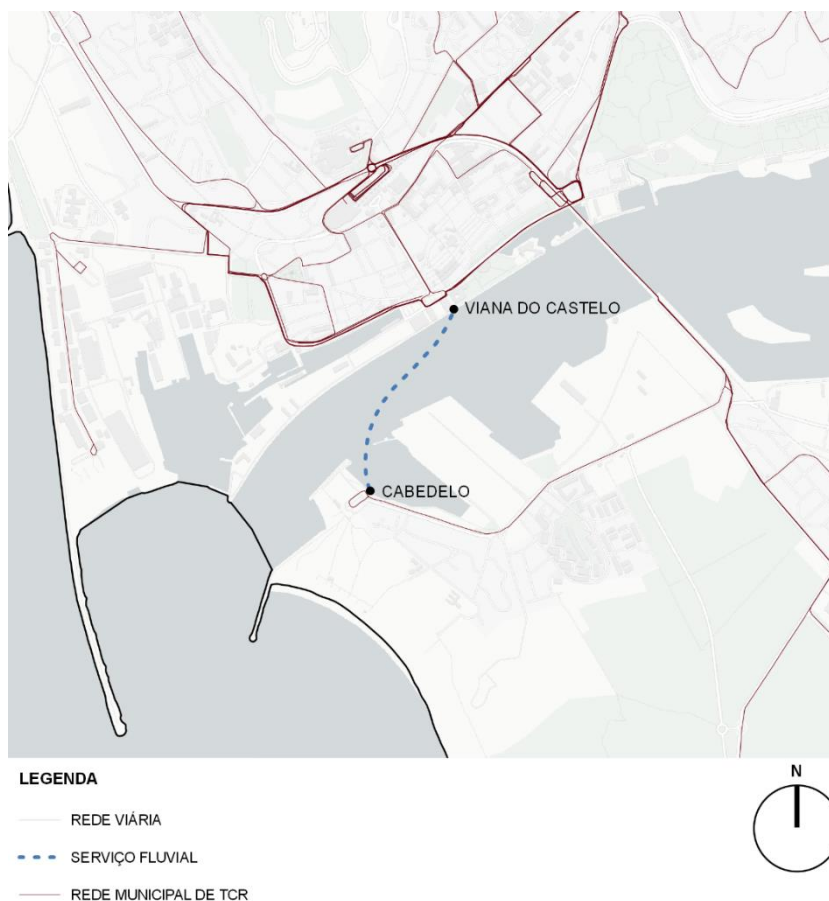 VIANA DO CASTELO
CABEDELO
LEGENDA
N
REDE VIÁRIA
SERVIÇO FLUVIAL
REDE MUNICIPAL DE TCR